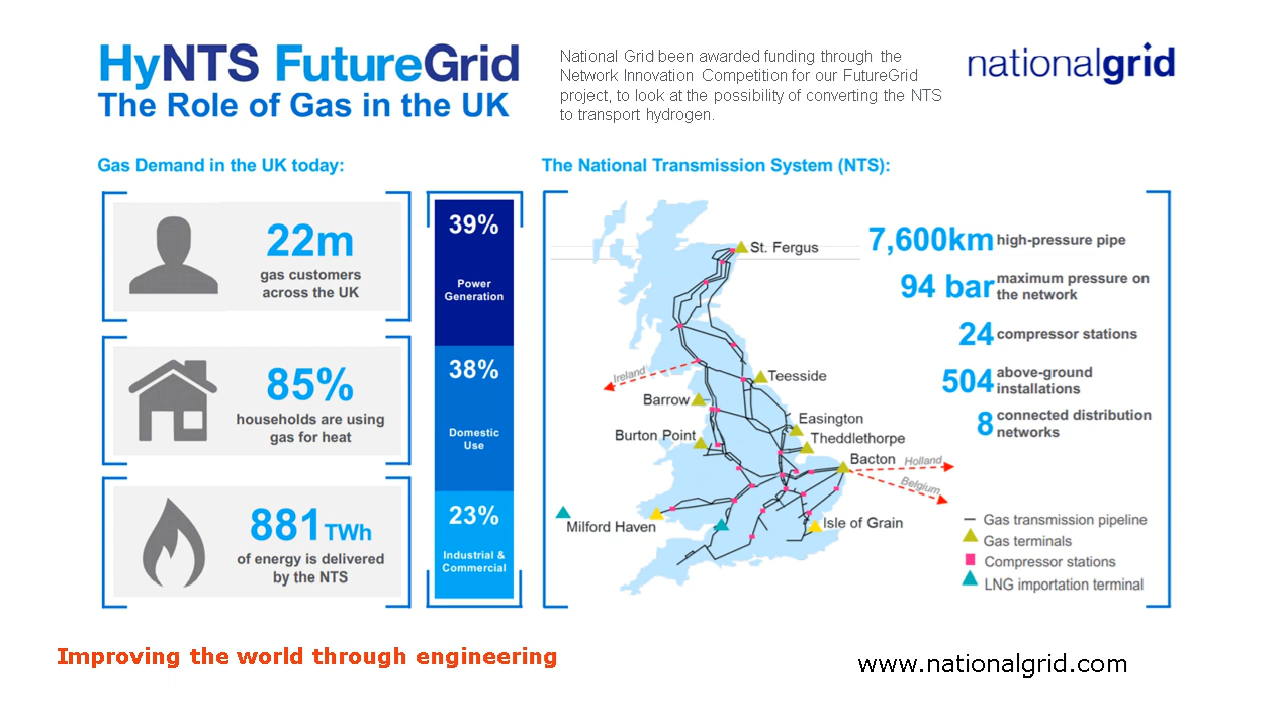 HyNTS FutureGrid
The Role of Gas in the UK
National Grid been awarded funding through the
Network Innovation Competition for our FutureGrid
project, to look at the possibility of converting the NTS
to transport hydrogen.
nationalgrid
Gas Demand in the UK today:
22m
gas customers
across the UK
85%
households are using
gas for heat
881 TWh
of energy is delivered
by the NTS
39%
Power
Generation
38%
Domestic
Use
23%
Industrial &
Commercial
The National Transmission System (NTS):
St. Fergus
Ireland
Teesside
Barrow
Easington
Burton Point
Theddlethorpe
Bacton
Holland
Belgium
Milford Haven
Isle of Grain
7,600km high-pressure pipe
94 bar maximum pressure on
the network
24 compressor stations
504 above-ground
installations
8 connected distribution
networks
Gas transmission pipeline
Gas terminals
Compressor stations
LNG importation terminal
Improving the world through engineering
www.nationalgrid.com